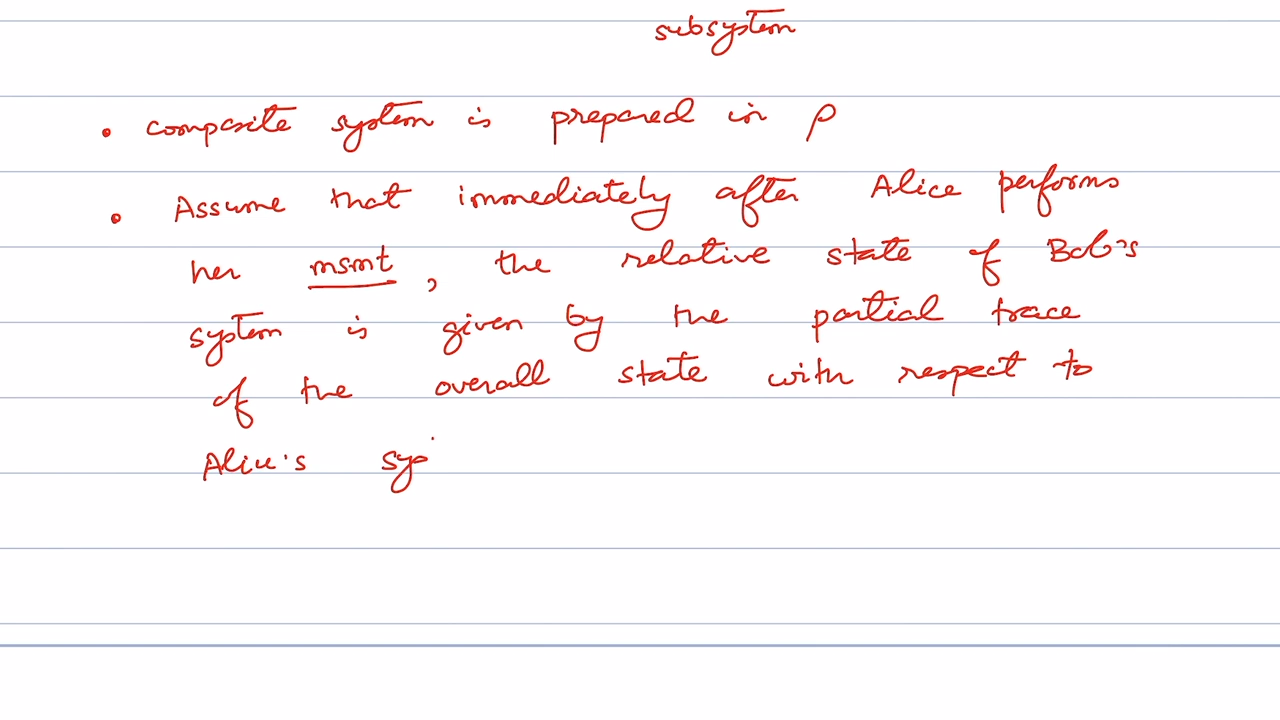 subsystem
• composite system is prepared in ρ
• Assume that immediately after Alice performs
her msmt, the relative state of Bob's
system is given by the partial trace
of the overall state with respect to
Alice's sys